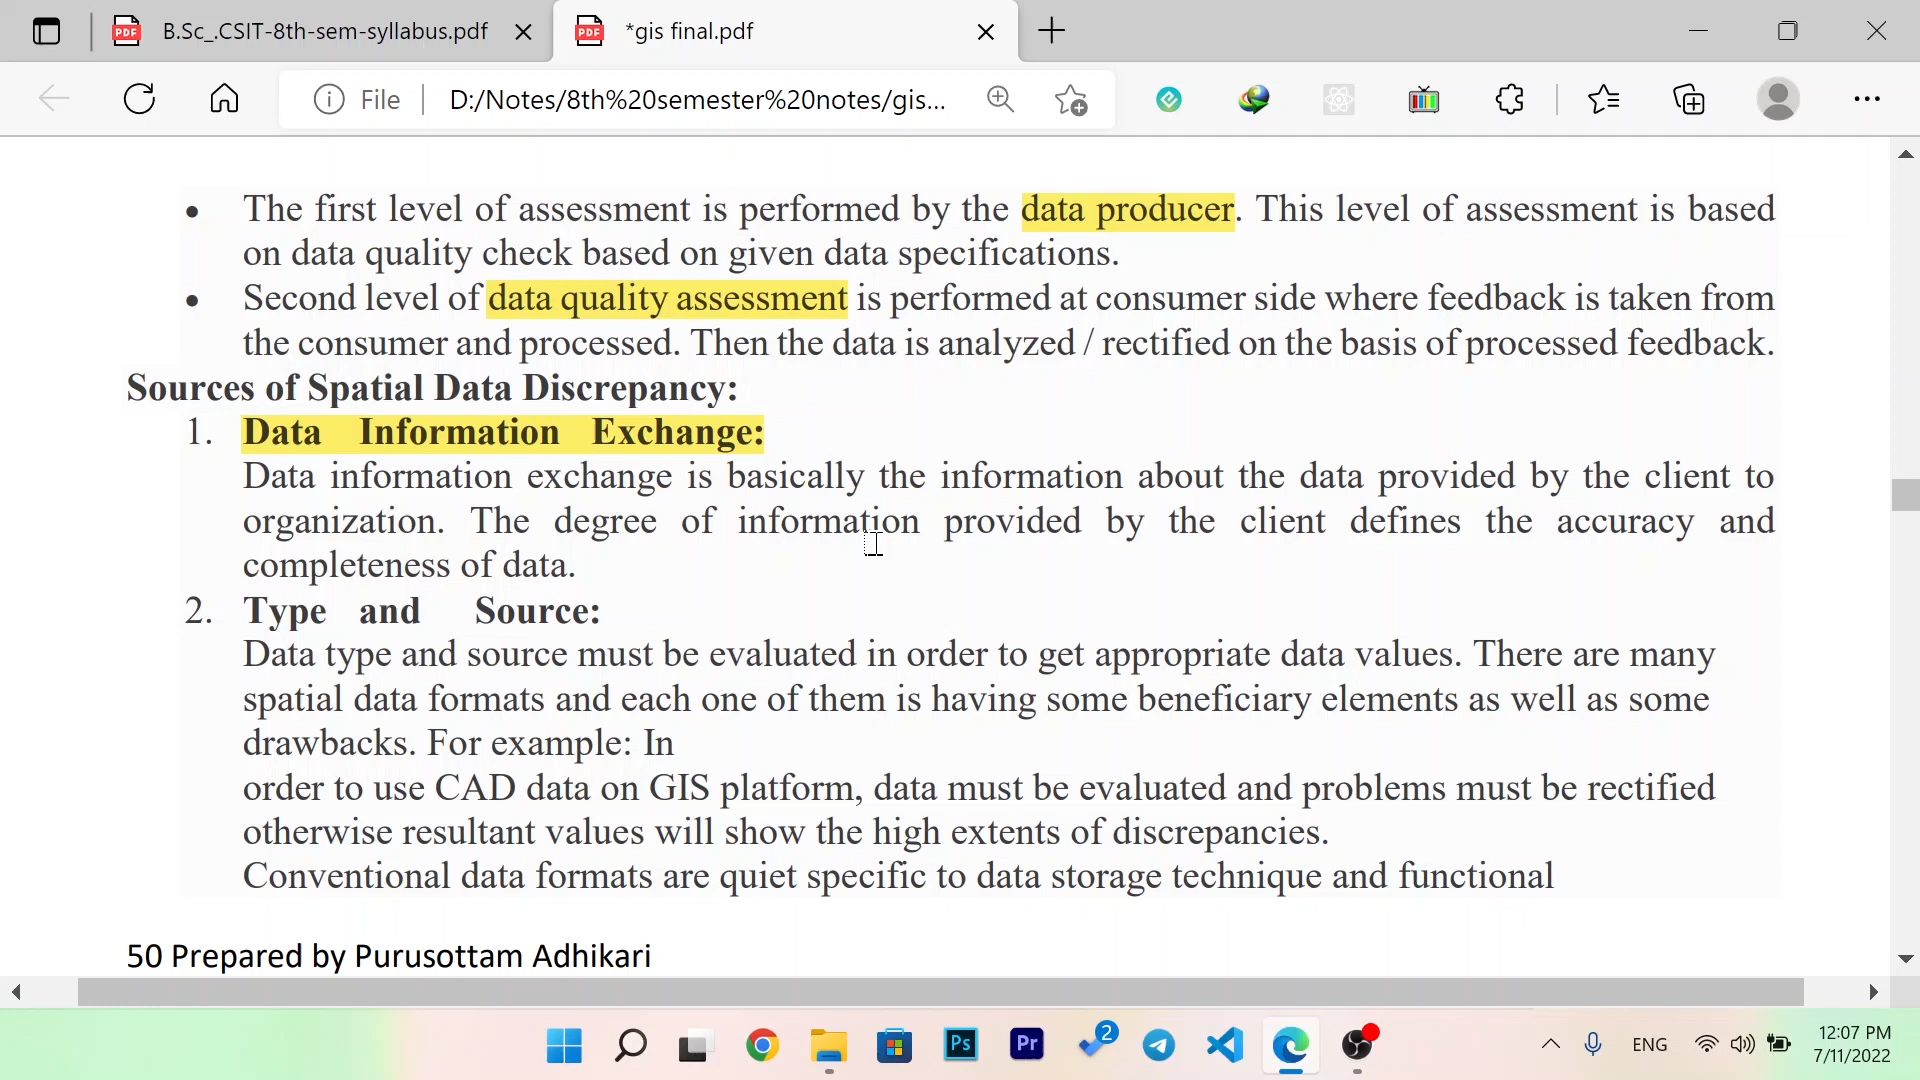 B.Sc_.CSIT-8th-sem-syllabus.pdf
*gis final.pdf
File
D:/Notes/8th%20semester%20notes/gis...
The first level of assessment is performed by the data producer. This level of assessment is based
on data quality check based on given data specifications.
Second level of data quality assessment is performed at consumer side where feedback is taken from
the consumer and processed. Then the data is analyzed / rectified on the basis of processed feedback.
Sources of Spatial Data Discrepancy:
1. Data Information Exchange:
Data information exchange is basically the information about the data provided by the client to
organization. The degree of information provided by the client defines the accuracy and
completeness of data.
2. Type and Source:
Data type and source must be evaluated in order to get appropriate data values. There are many
spatial data formats and each one of them is having some beneficiary elements as well as some
drawbacks. For example: In
order to use CAD data on GIS platform, data must be evaluated and problems must be rectified
otherwise resultant values will show the high extents of discrepancies.
Conventional data formats are quiet specific to data storage technique and functional
50 Prepared by Purusottam Adhikari
Ps
Pr
2
ENG
12:07 PM
7/11/2022